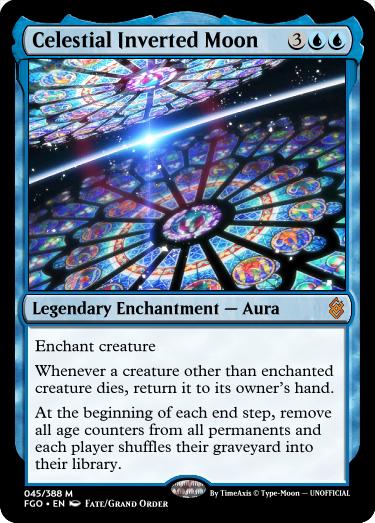 Celestial Inverted Moon 3
Legendary Enchantment — Aura
Enchant creature
Whenever a creature other than enchanted
creature dies, return it to its owner's hand.
At the beginning of each end step, remove
all age counters from all permanents and
each player shuffles their graveyard into
their library.
045/388 M
FGO • EN Fate/Grand Order
By TimeAxis © Type-Moon — UNOFFICIAL